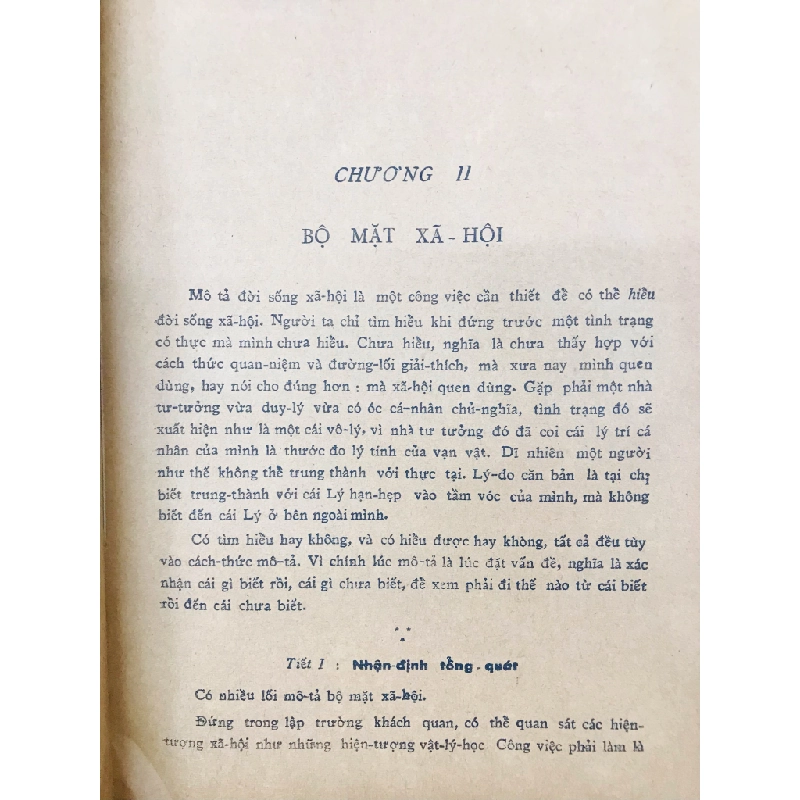 CHƯƠNG II
BỘ MẶT XÃ-HỘI
Mô tả đời sống xã-hội là một công việc cần thiết để có thể hiểu
đời sống xã-hội. Người ta chỉ tìm hiểu khi đứng trước một tình trạng
có thực mà mình chưa hiểu. Chưa hiểu, nghĩa là chưa thấy hợp với
cách thức quan-niệm và đường-lối giải-thích, mà xưa nay mình quen
dùng, hay nói cho đúng hơn : mà xã-hội quen dùng. Gặp phải một nhà
tư-tưởng vừa duy-lý vừa có óc cá-nhân chủ-nghĩa, tình trạng đó sẽ
xuất hiện như là một cái vô-lý, vì nhà tư tưởng đó đã coi cái lý trí cá
nhân của mình là thước đo lý tính của vạn vật. Dĩ nhiên một người
như thế không thể trung thành với thực tại. Lý-do căn bản là tại chị
biết trung-thành với cái Lý hạn-hẹp vào tầm vóc của mình, mà không
biết đến cái Lý ở bên ngoài mình.
Có tìm hiểu hay không, và có hiểu được hay không, tất cả đều tùy
vào cách-thức mô-tả. Vì chính lúc mô-tả là lúc đặt vấn đề, nghĩa là xác
nhận cái gì biết rồi, cái gì chưa biết, để xem phải đi thế nào từ cái biết
rồi đến cái chưa biết.
* *
*
Tiết I : Nhận-định tổng-quát
Có nhiều lối mô-tả bộ mặt xã-hội.
Đứng trong lập trường khách quan, có thể quan sát các hiện-
tượng xã-hội như những hiện-tượng vật-lý-học Công việc phải làm là